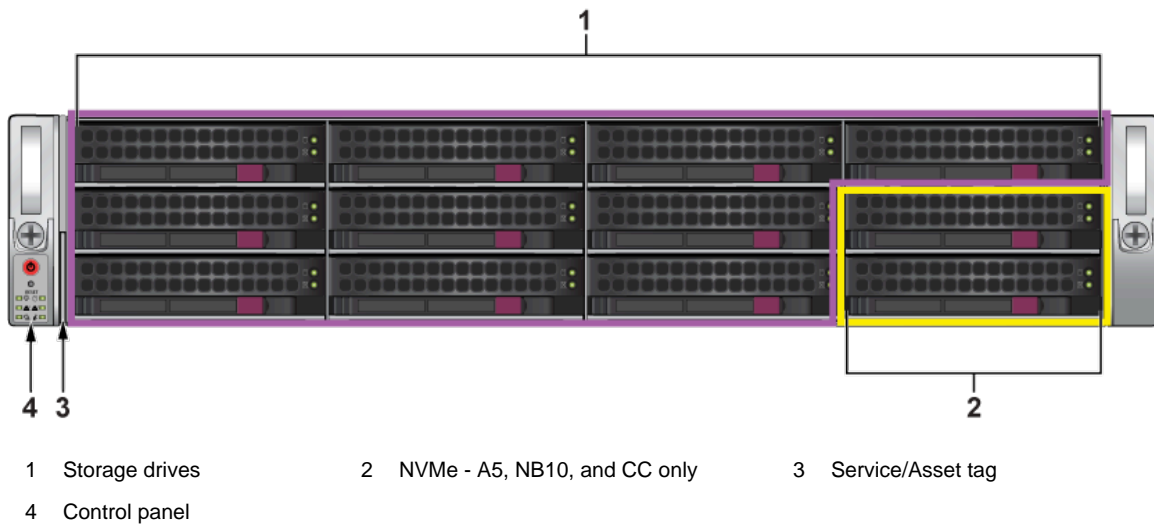 1
RESET
4 3
2
1 Storage drives 2 NVMe - A5, NB10, and CC only 3 Service/Asset tag
4 Control panel